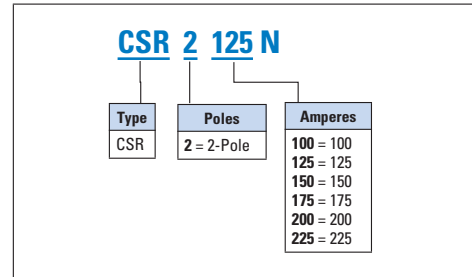 CSR 2 125 N
Type
CSR
Poles
2 = 2-Pole
Amperes
100 = 100
125 = 125
150 = 150
175 = 175
200 = 200
225 = 225